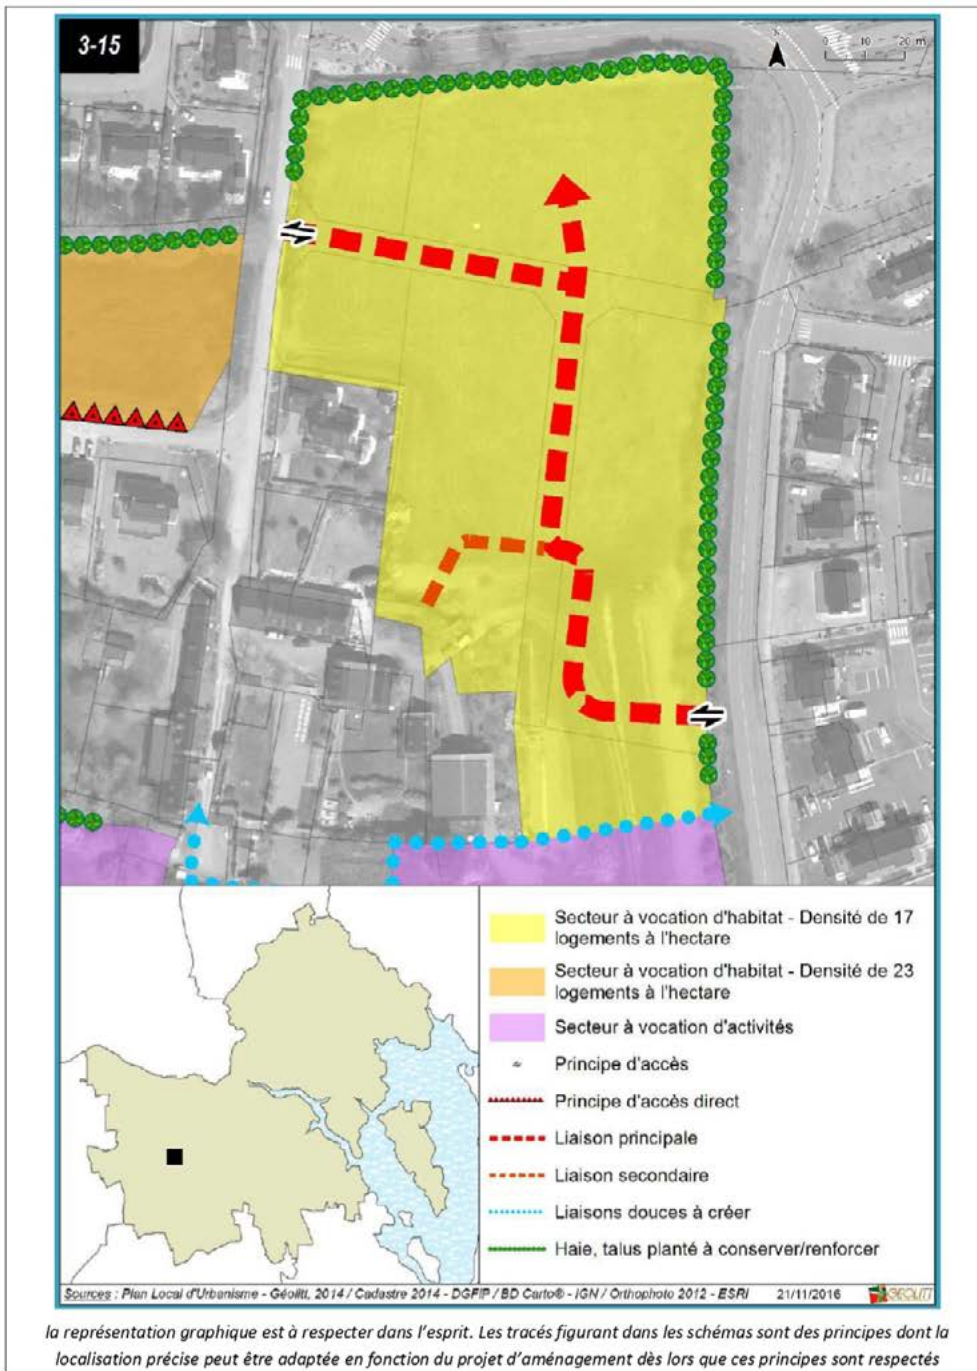 3-15
0 10 20 m
Secteur à vocation d'habitat - Densité de 17
logements à l'hectare
Secteur à vocation d'habitat - Densité de 23
logements à l'hectare
Secteur à vocation d'activités
Principe d'accès
Principe d'accès direct
Liaison principale
Liaison secondaire
Liaisons douces à créer
Haie, talus planté à conserver/renforcer
Sources : Plan Local d'Urbanisme - Géolitt, 2014 / Cadastre 2014 - DGFIP / BD Carto® - IGN / Orthophoto 2012 - ESRI 21/11/2016 GÉOLITT
la représentation graphique est à respecter dans l'esprit. Les tracés figurant dans les schémas sont des principes dont la
localisation précise peut être adaptée en fonction du projet d'aménagement dès lors que ces principes sont respectés